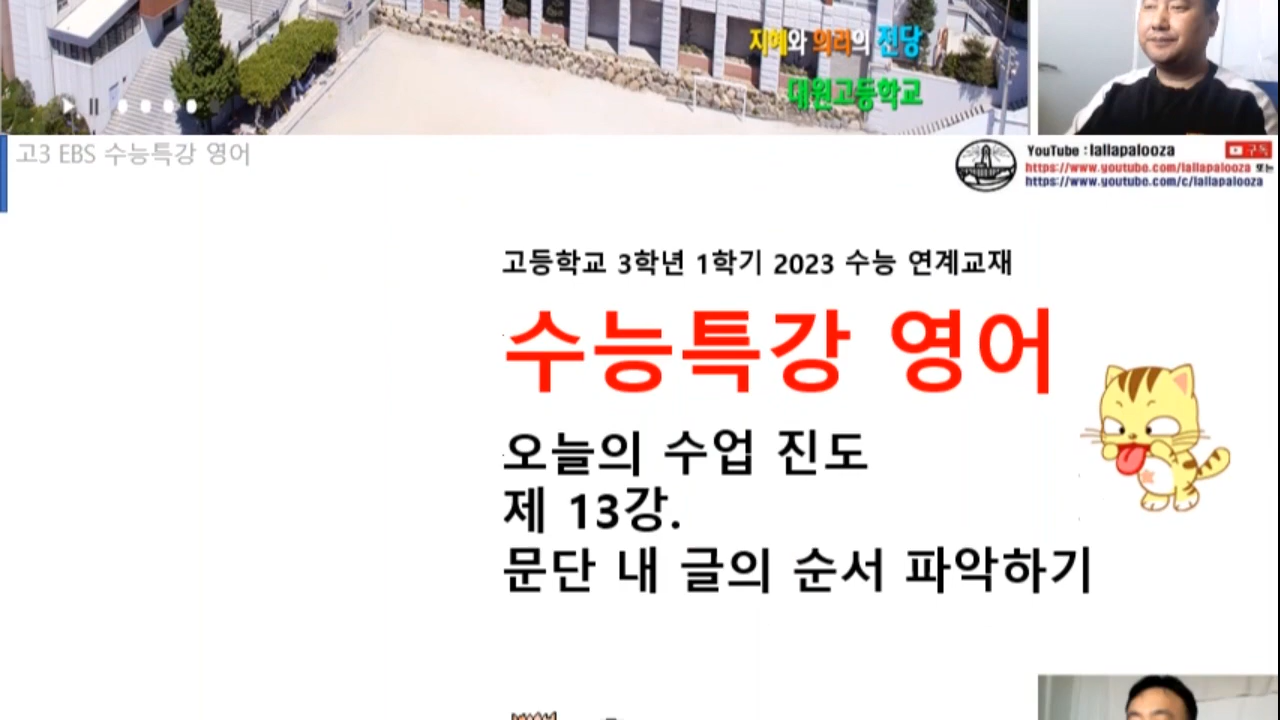 지혜와 의리의 전당
대원고등학교
고3 EBS 수능특강 영어
YouTube : lallapalooza
구독
https://www.youtube.com/lallapalooza 또는
https://www.youtube.com/c/lallapalooza
고등학교 3학년 1학기 2023 수능 연계교재
수능특강 영어
오늘의 수업 진도
제 13강.
문단 내 글의 순서 파악하기